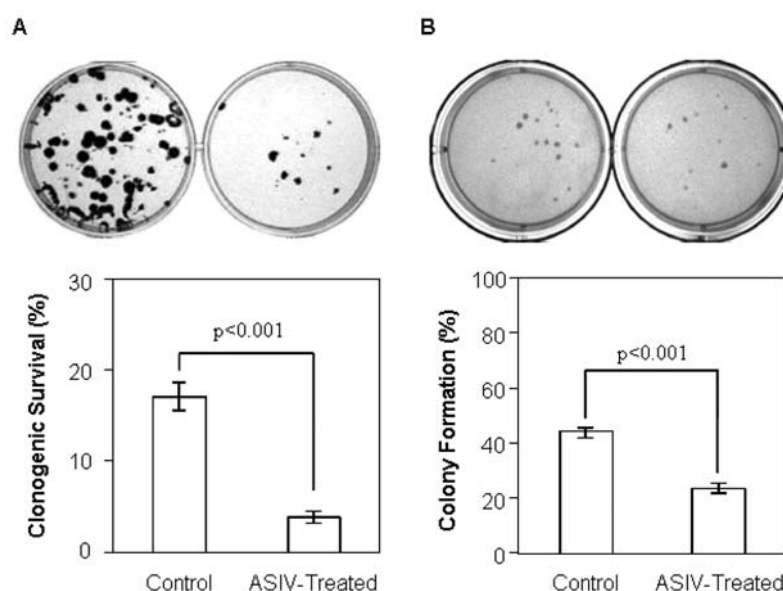 A
B
30
20
10
0
Clonogenic Survival (%)
p<0.001
Control
ASIV-Treated
100
80
60
40
20
0
Colony Formation (%)
p<0.001
Control
ASIV-Treated